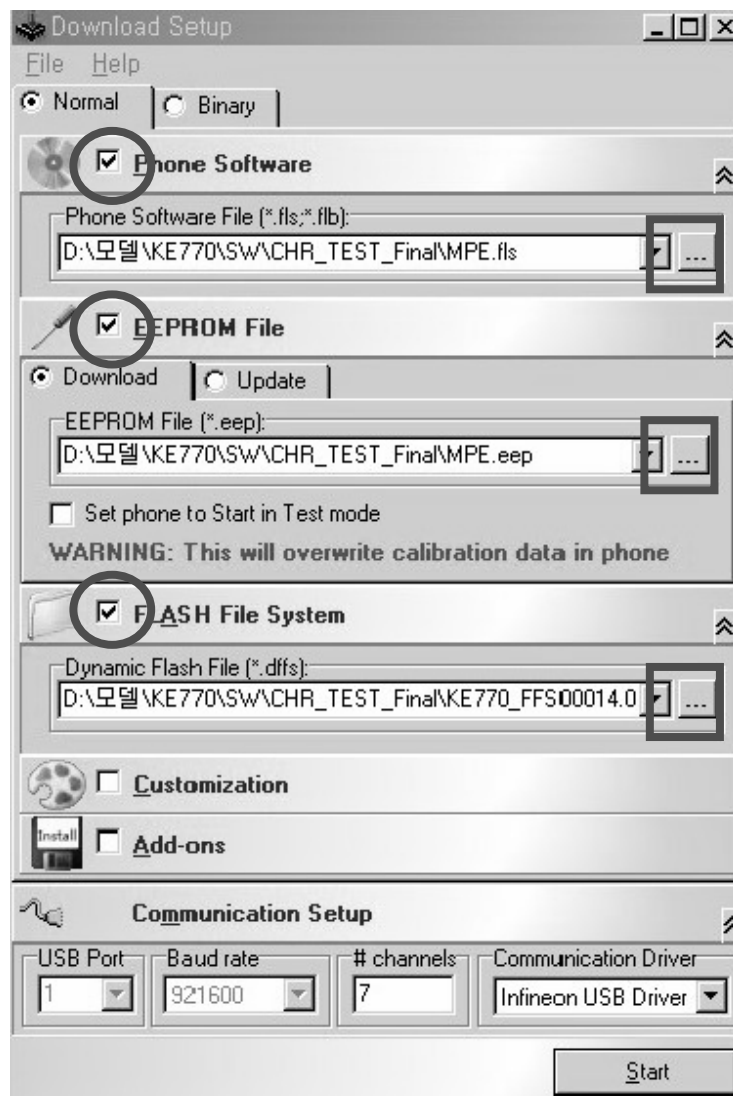 Download Setup
File Help
Normal Binary
Phone Software
Phone Software File (*.fls;*.flb):
D:\모델\KE770\SW\CHR_TEST_Final\MPE.fls
...
EEPROM File
Download Update
EEPROM File (*.eep):
D:\모델\KE770\SW\CHR_TEST_Final\MPE.eep
...
Set phone to Start in Test mode
WARNING: This will overwrite calibration data in phone
FLASH File System
Dynamic Flash File (*.dffs):
D:\모델\KE770\SW\CHR_TEST_Final\KE770_FFS00014.0
...
Customization
Install
Add-ons
Communication Setup
USB Port Baud rate # channels Communication Driver
1 921600 7 Infineon USB Driver
Start